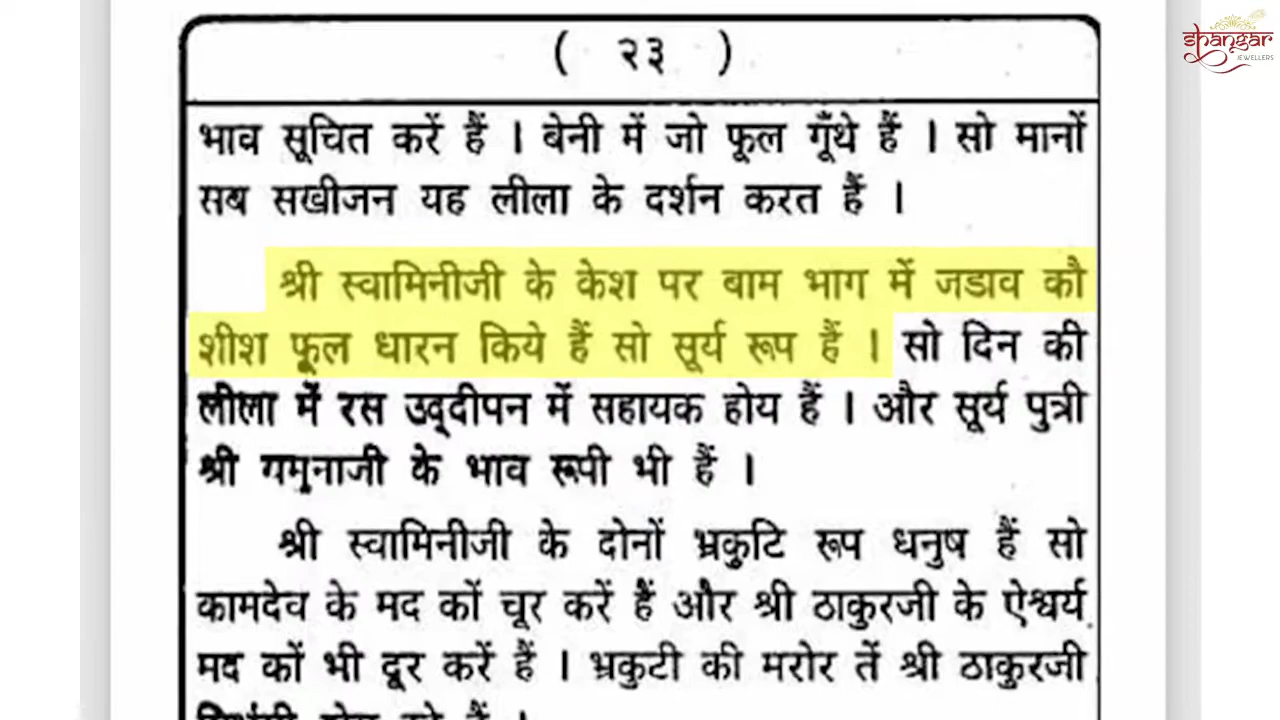 Shangar
JEWELLERS
( २३ )
भाव सूचित करें हैं । बेनी में जो फूल गूँथे हैं । सो मानों
सब सखीजन यह लीला के दर्शन करत हैं ।
श्री स्वामिनीजी के केश पर बाम भाग में जडाव कौ
शीश फूल धारन किये हैं सो सूर्य रूप हैं । सो दिन की
लीला में रस उद्दीपन में सहायक होय हैं । और सूर्य पुत्री
श्री यमुनाजी के भाव रूपी भी हैं ।
श्री स्वामिनीजी के दोनों भ्रकुटि रूप धनुष हैं सो
कामदेव के मद कों चूर करें हैं और श्री ठाकुरजी के ऐश्वर्य
मद कों भी दूर करें हैं । भ्रकुटी की मरोर तें श्री ठाकुरजी